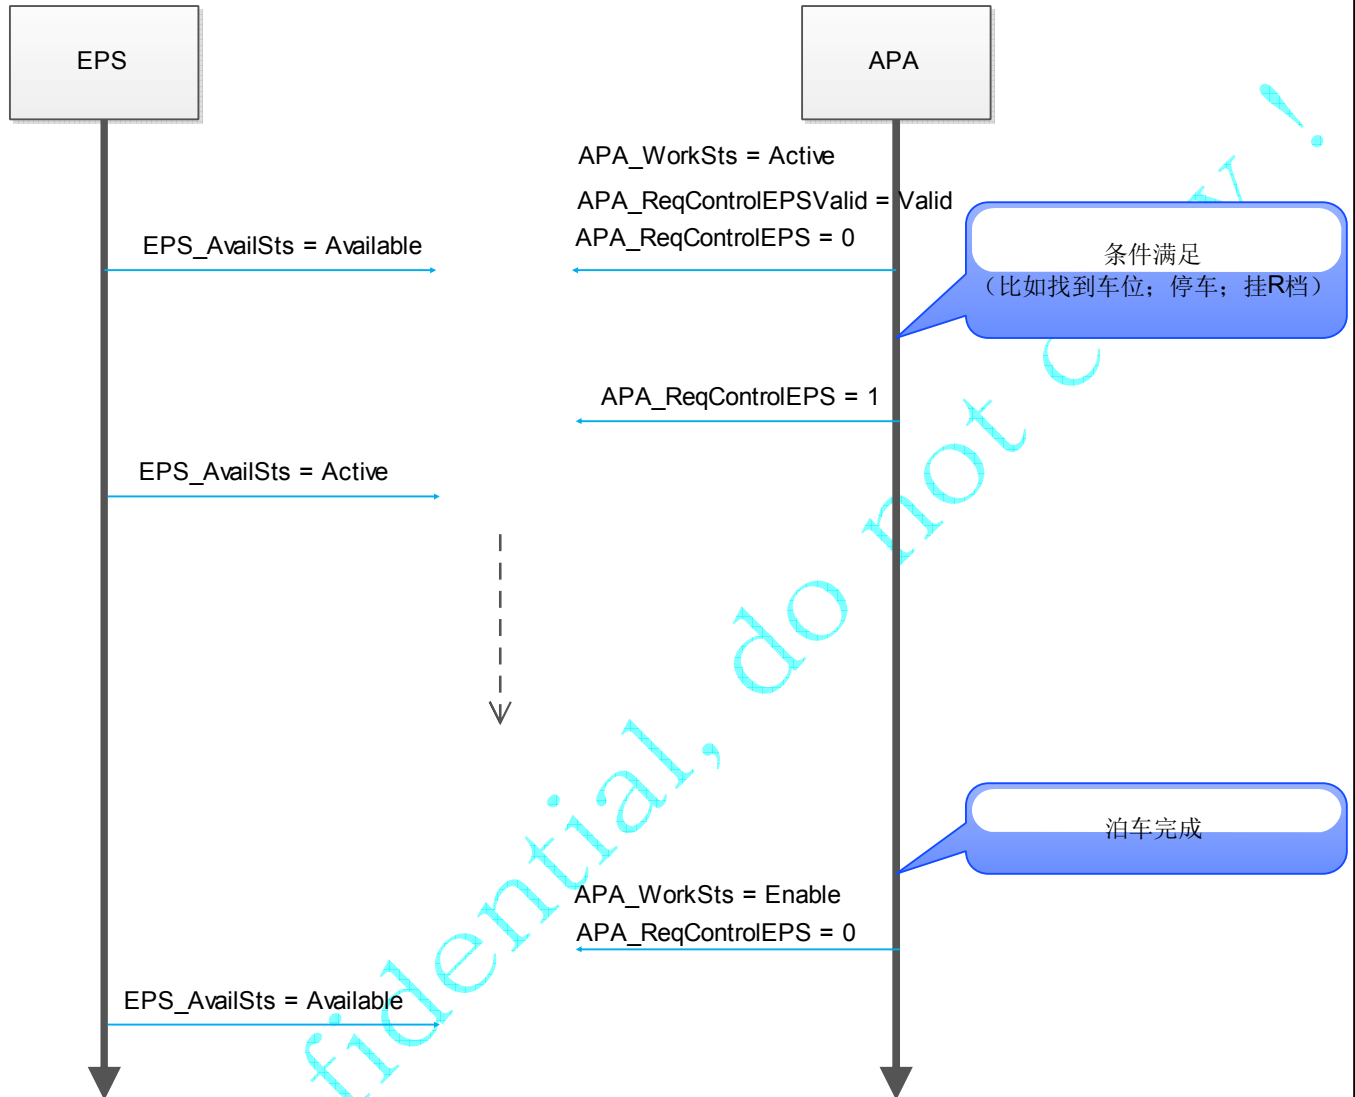 EPS
APA
APA_WorkSts = Active
APA_ReqControlEPSValid = Valid
EPS_AvailSts = Available
APA_ReqControlEPS = 0
条件满足
（比如找到车位；停车；挂R档）
APA_ReqControlEPS = 1
EPS_AvailSts = Active
泊车完成
APA_WorkSts = Enable
APA_ReqControlEPS = 0
EPS_AvailSts = Available
fidential, do not c y !